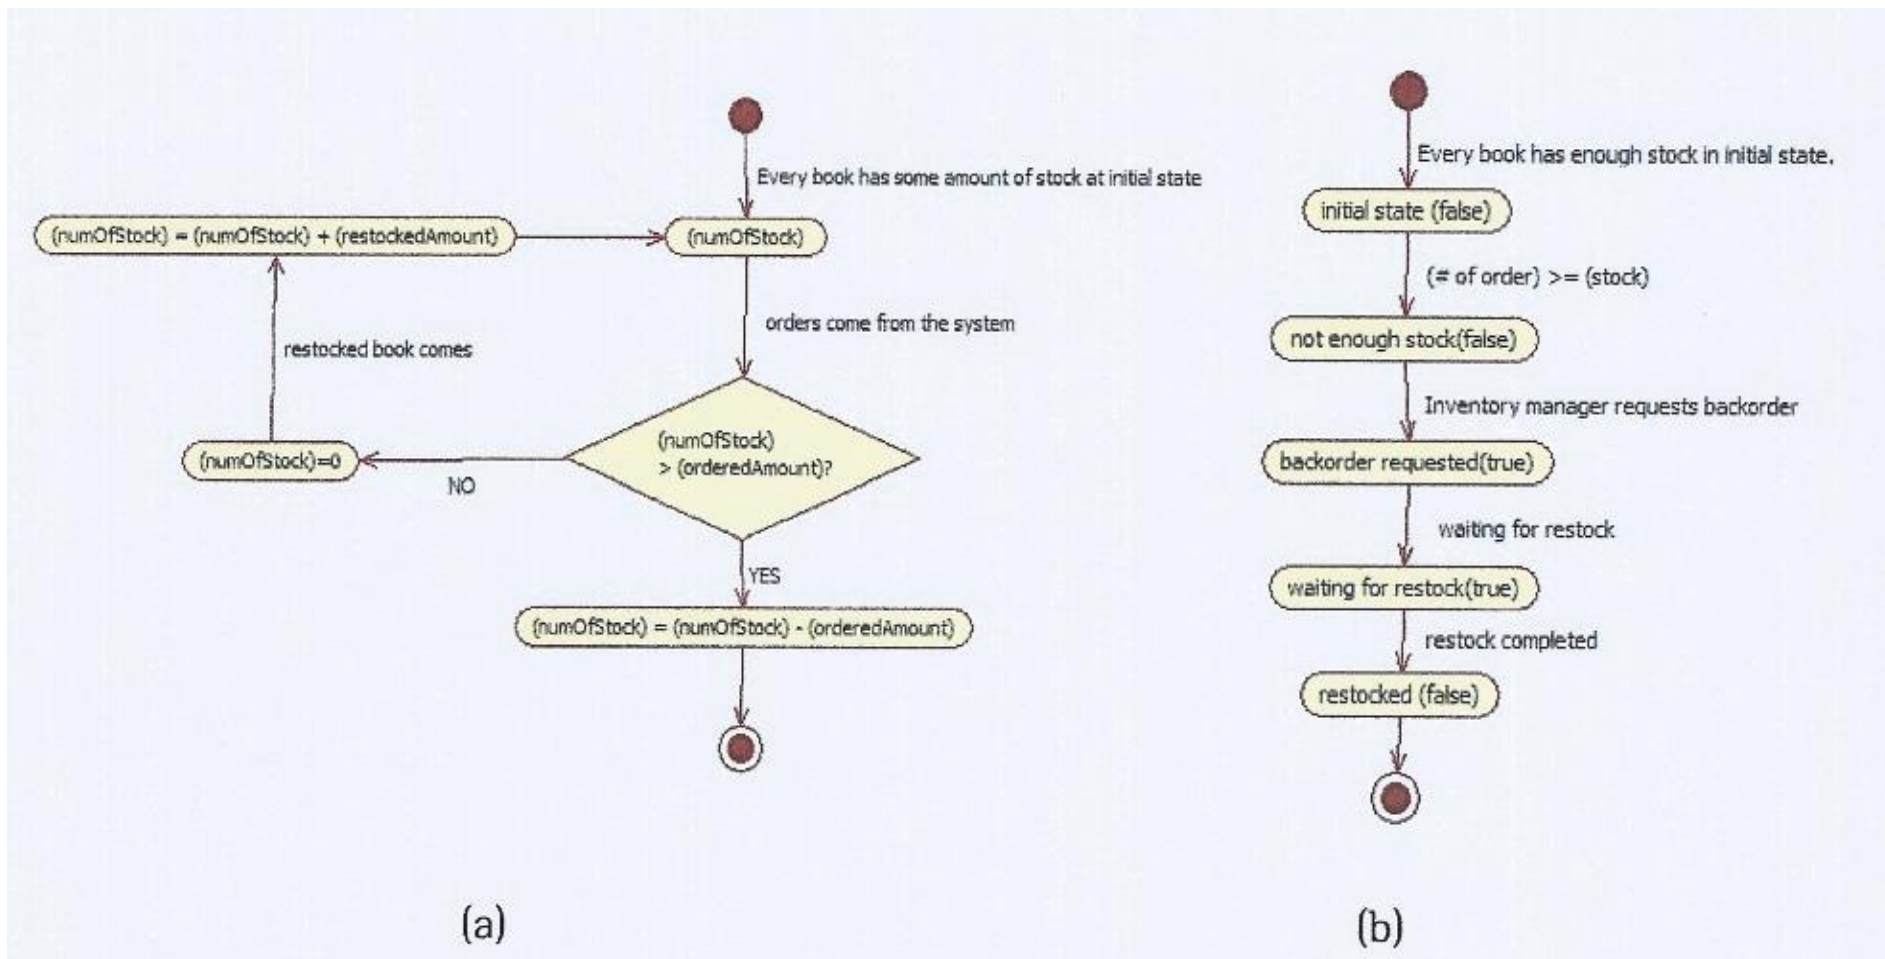 Every book has some amount of stock at initial state
(numOfStock) = (numOfStock) + (restockedAmount)
(numOfStock)
orders come from the system
restocked book comes
(numOfStock)
> (orderedAmount)?
(numOfStock)=0
NO
YES
(numOfStock) = (numOfStock) - (orderedAmount)
(a)
Every book has enough stock in initial state.
initial state (false)
(# of order) >= (stock)
not enough stock(false)
Inventory manager requests backorder
backorder requested(true)
waiting for restock
waiting for restock(true)
restock completed
restocked (false)
(b)